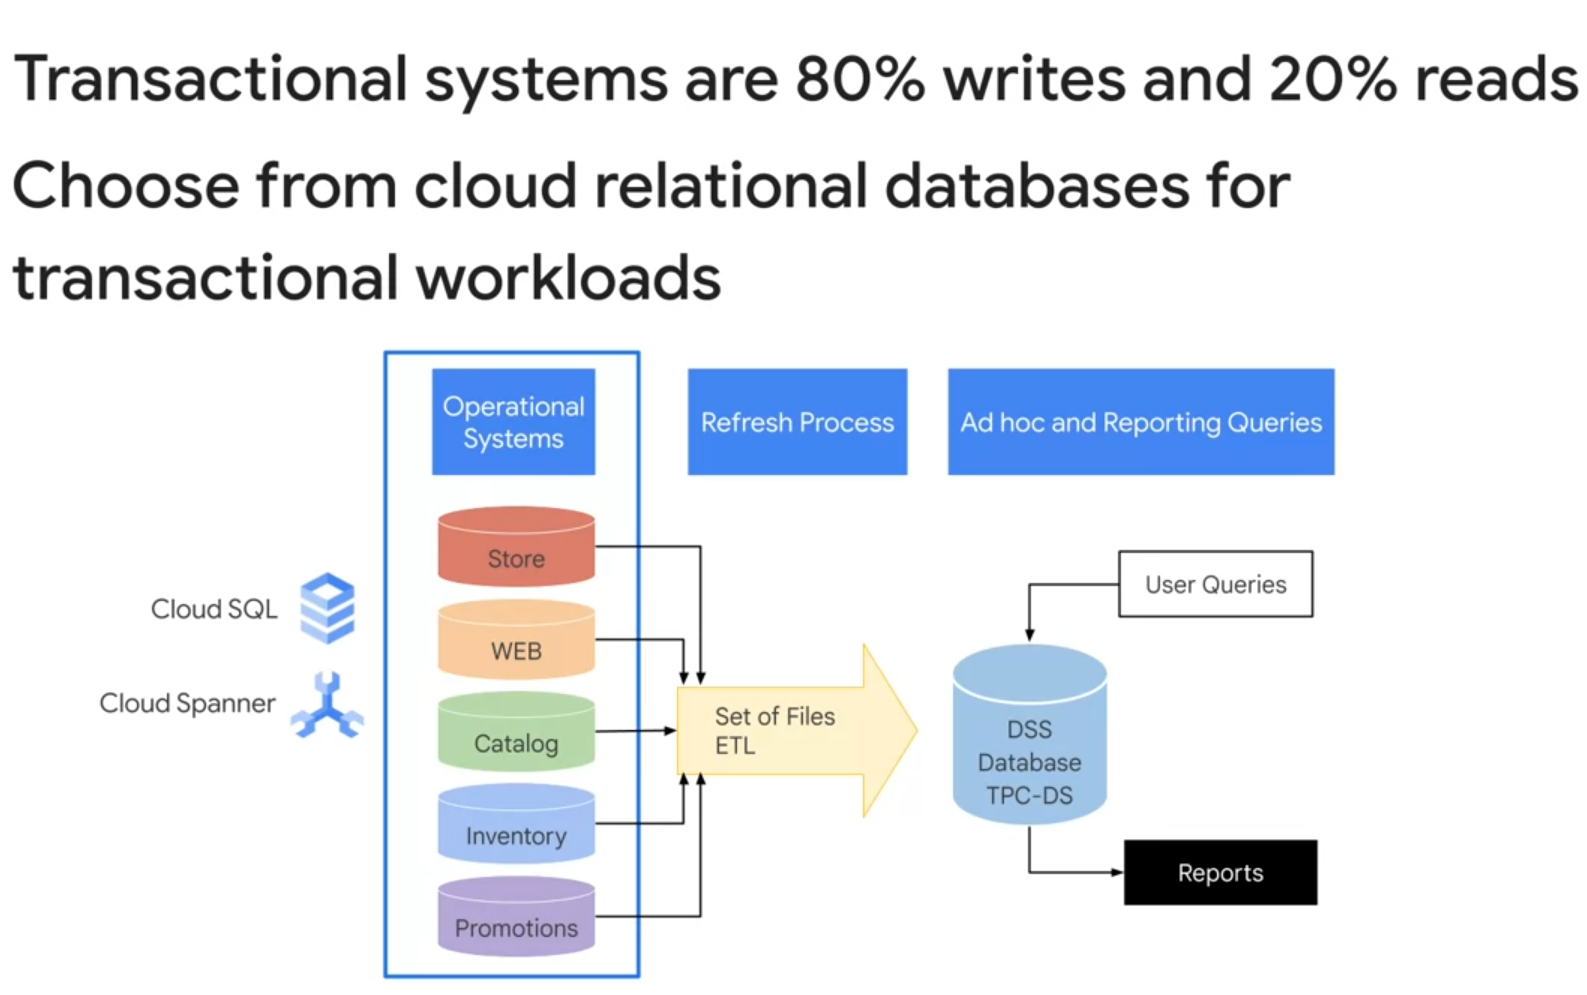 Transactional systems are 80% writes and 20% reads
Choose from cloud relational databases for
transactional workloads
Operational
Systems
Refresh Process
Ad hoc and Reporting Queries
Store
WEB
Catalog
Inventory
Promotions
Cloud SQL
Cloud Spanner
Set of Files
ETL
User Queries
DSS
Database
TPC-DS
Reports